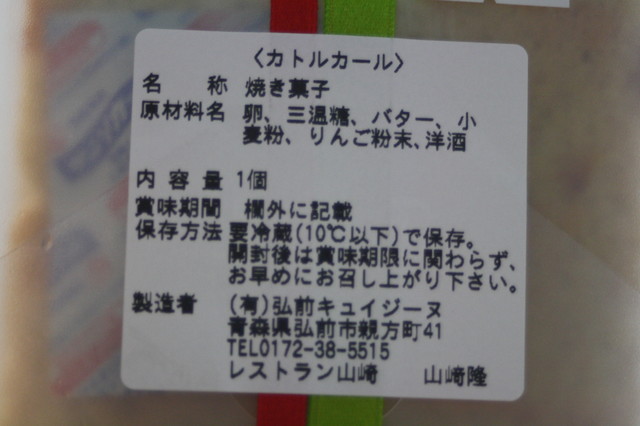 〈カトルカール〉
名　称　焼き菓子
原材料名　卵、三温糖、バター、小
麦粉、りんご粉末、洋酒
内容量　1個
賞味期間　欄外に記載
保存方法　要冷蔵(10℃以下)で保存。
開封後は賞味期限に関わらず、
お早めにお召し上がり下さい。
製造者　(有)弘前キュイジーヌ
青森県弘前市親方町41
TEL0172-38-5515
レストラン山崎　山﨑隆